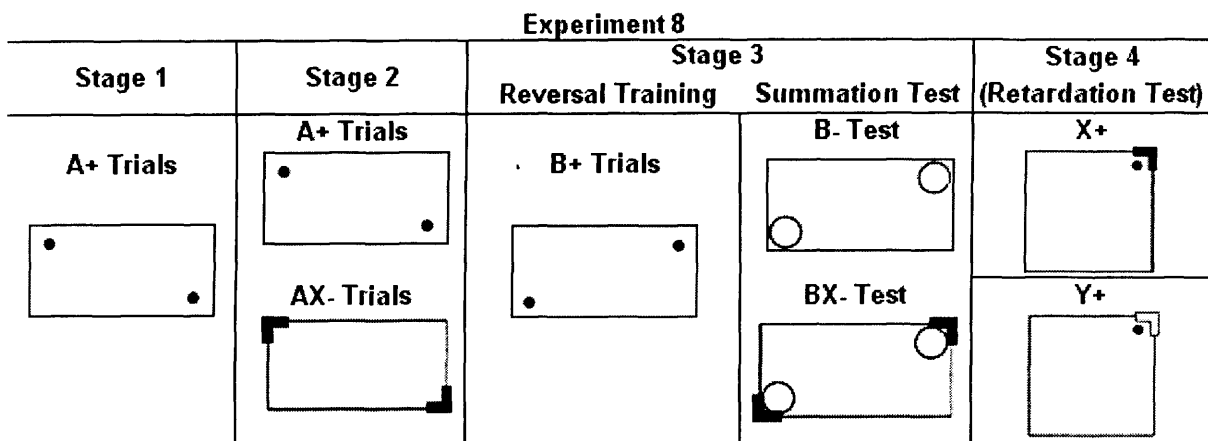 Experiment 8
Stage 1
Stage 2
Stage 3
Reversal Training
Summation Test
Stage 4
(Retardation Test)
A+ Trials
A+ Trials
AX- Trials
B+ Trials
B- Test
BX- Test
X+
Y+